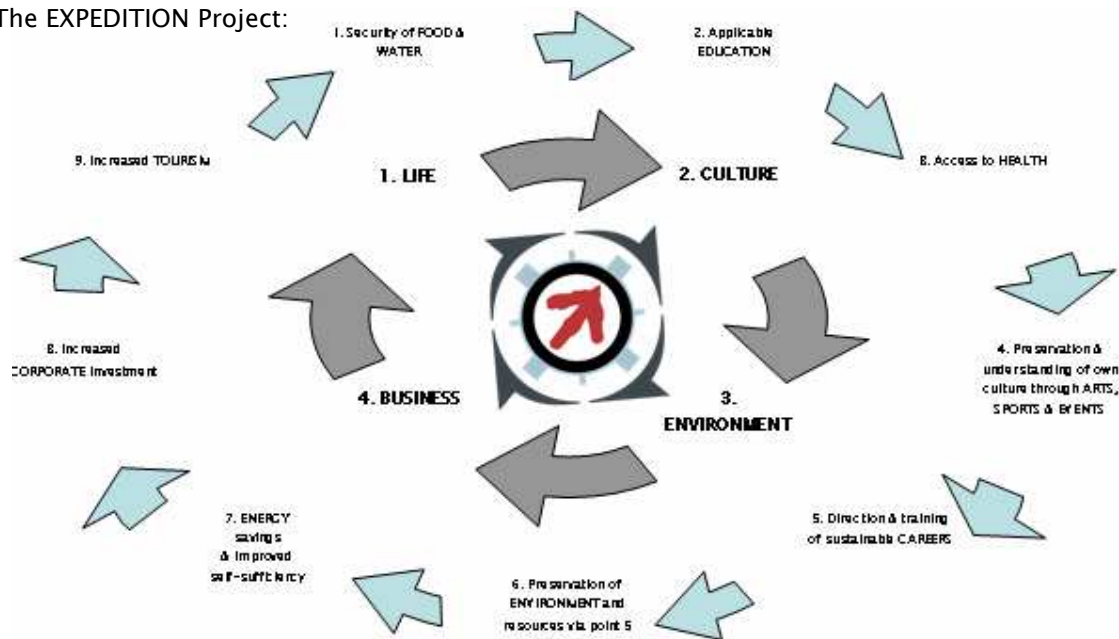 The EXPEDITION Project:
1. Security of FOOD &
WATER
2. Applicable
EDUCATION
3. Access to HEALTH
4. Preservation &
understanding of own
culture through ARTS,
SPORTS & EVENTS
5. Direction & training
of sustainable CAREERS
6. Preservation of
ENVIRONMENT and
resources via point 5
7. ENERGY
savings
& improved
self-sufficiency
8. Increased
CORPORATE investment
9. Increased TOURISM
1. LIFE
2. CULTURE
3.
ENVIRONMENT
4. BUSINESS